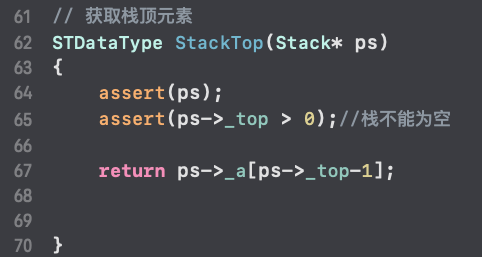 61 // 获取栈顶元素
62 STDataType StackTop(Stack* ps)
63 {
64     assert(ps);
65     assert(ps->_top > 0);//栈不能为空
66
67     return ps->_a[ps->_top-1];
68
69
70 }